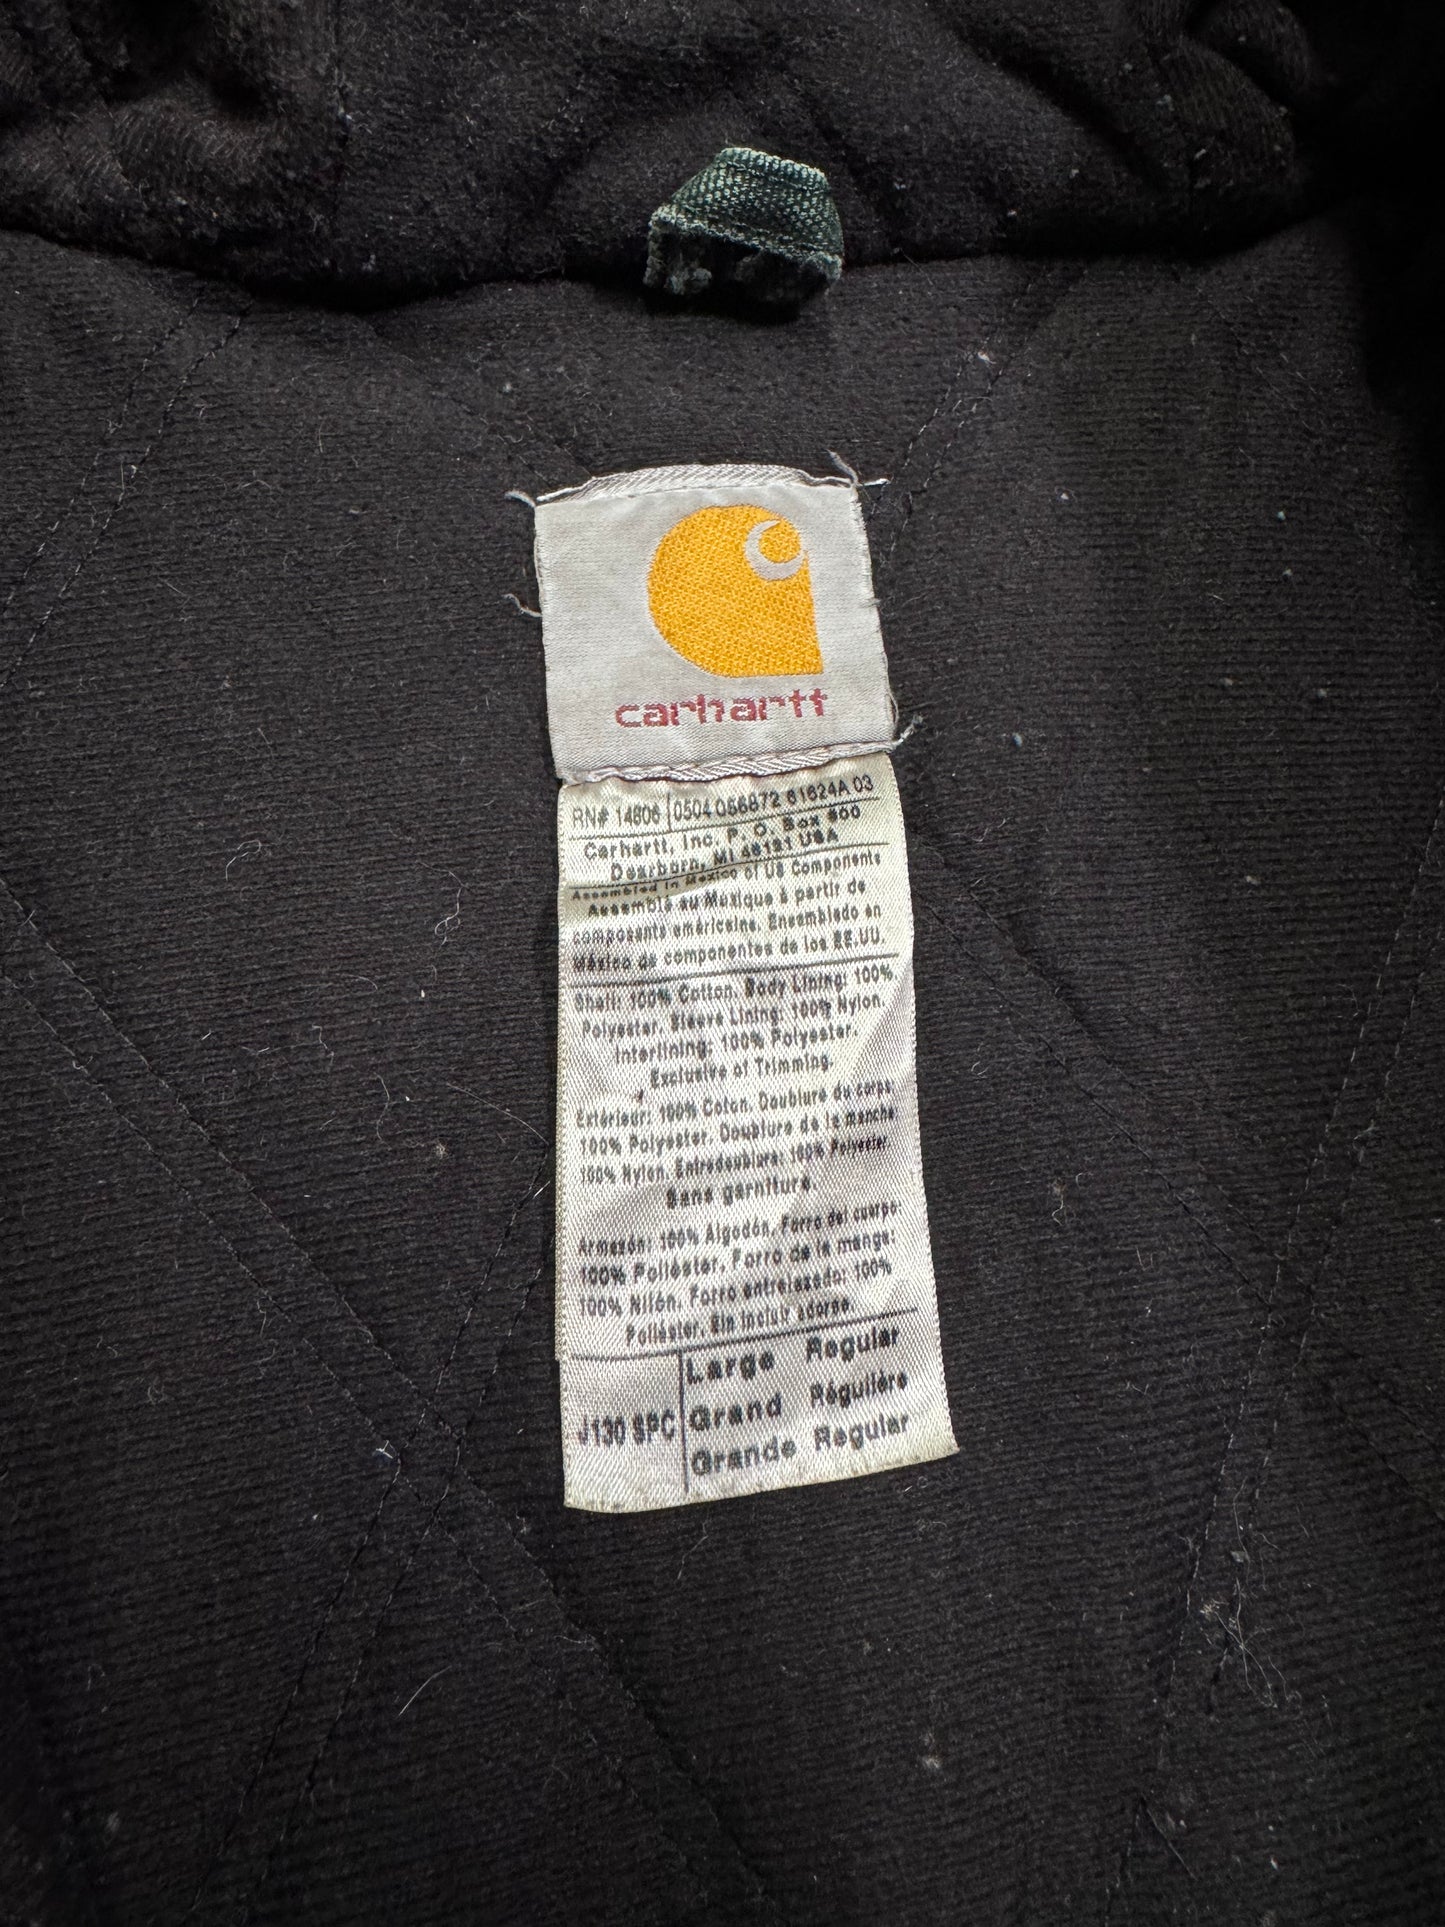 carhartt
RN# 14806 0504 066872 61624A 03
Carhartt, Inc. P. O. Box 600
Dearborn, MI 48121 USA
Assembled in Mexico of US Components
Assemblé au Mexique à partir de
composants américains. Ensamblado en
México de componentes de los EE.UU.
Shell: 100% Cotton. Body Lining: 100%
Polyester. Sleeve Lining: 100% Nylon.
Interlining: 100% Polyester.
Exclusive of Trimming.
Extérieur: 100% Coton. Doublure du corps:
100% Polyester. Doublure de la manche
100% Nylon. Entredoublure: 100% Polyester.
Sans garniture.
Armazón: 100% Algodón. Forro del cuerpo:
100% Poliéster. Forro de la manga:
100% Nilón. Forro entrelazado: 100%
Poliéster. Sin incluir adorno.
J130 SPC
Large Regular
Grand Régulière
Grande Regular